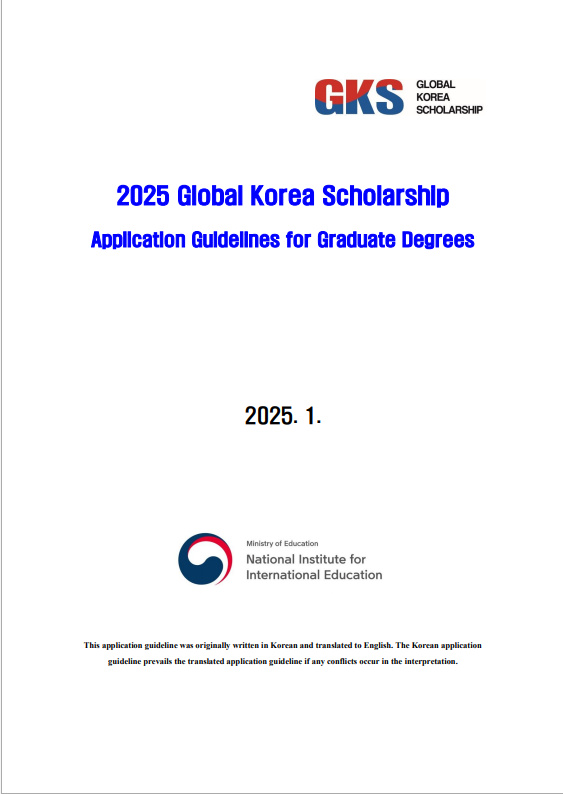 GKS
GLOBAL
KOREA
SCHOLARSHIP
2025 Global Korea Scholarship
Application Guidelines for Graduate Degrees
2025. 1.
Ministry of Education
National Institute for
International Education
This application guideline was originally written in Korean and translated to English. The Korean application
guideline prevails the translated application guideline if any conflicts occur in the interpretation.